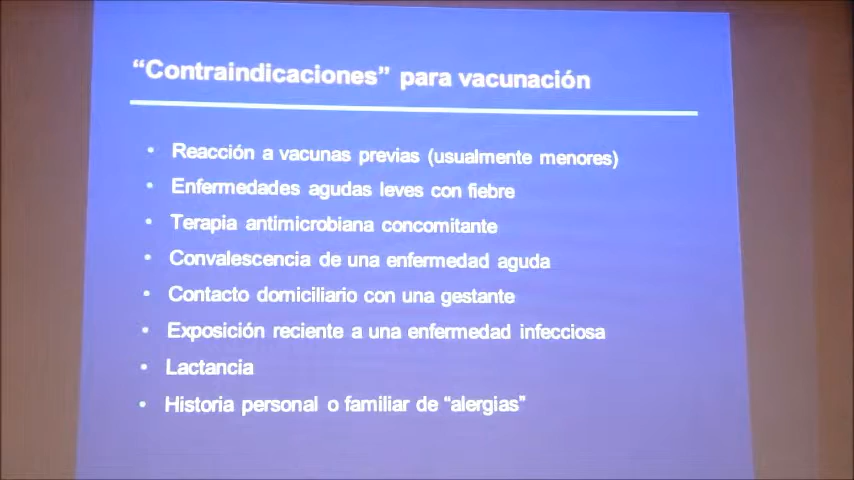 “Contraindicaciones” para vacunación
• Reacción a vacunas previas (usualmente menores)
• Enfermedades agudas leves con fiebre
• Terapia antimicrobiana concomitante
• Convalescencia de una enfermedad aguda
• Contacto domiciliario con una gestante
• Exposición reciente a una enfermedad infecciosa
• Lactancia
• Historia personal o familiar de “alergias”